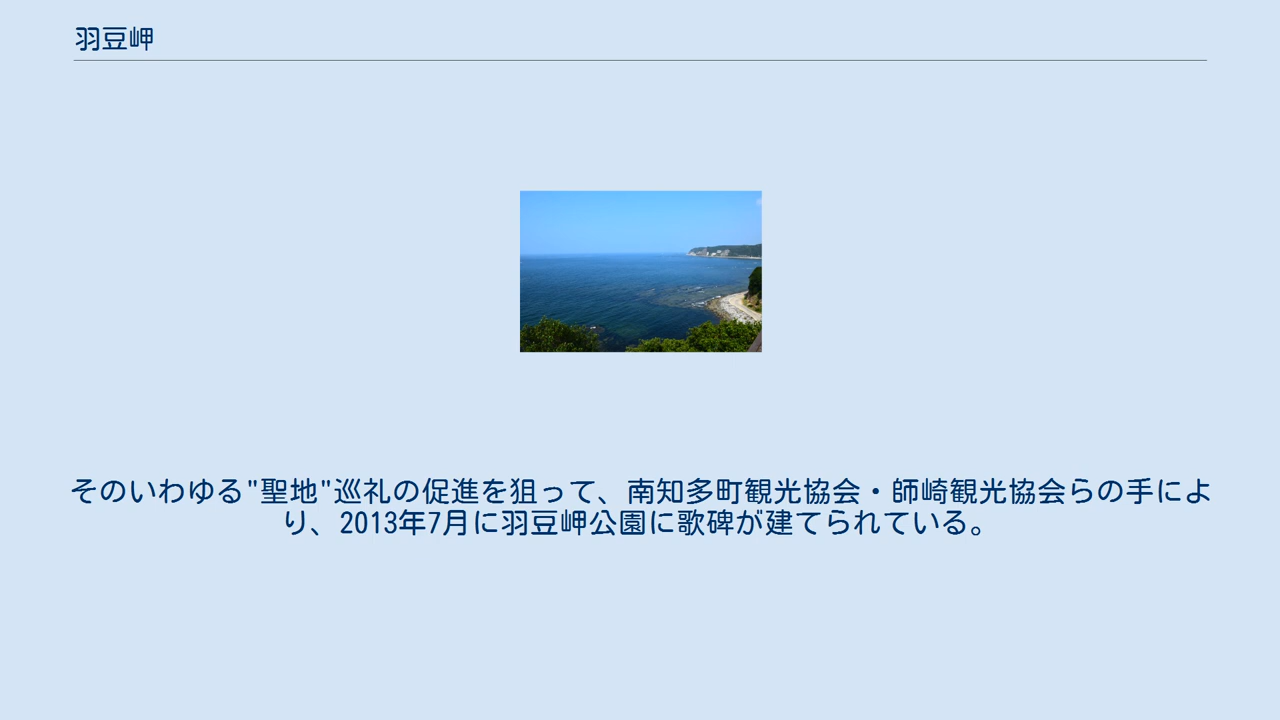 羽豆岬
そのいわゆる"聖地"巡礼の促進を狙って、南知多町観光協会・師崎観光協会らの手によ
り、2013年7月に羽豆岬公園に歌碑が建てられている。